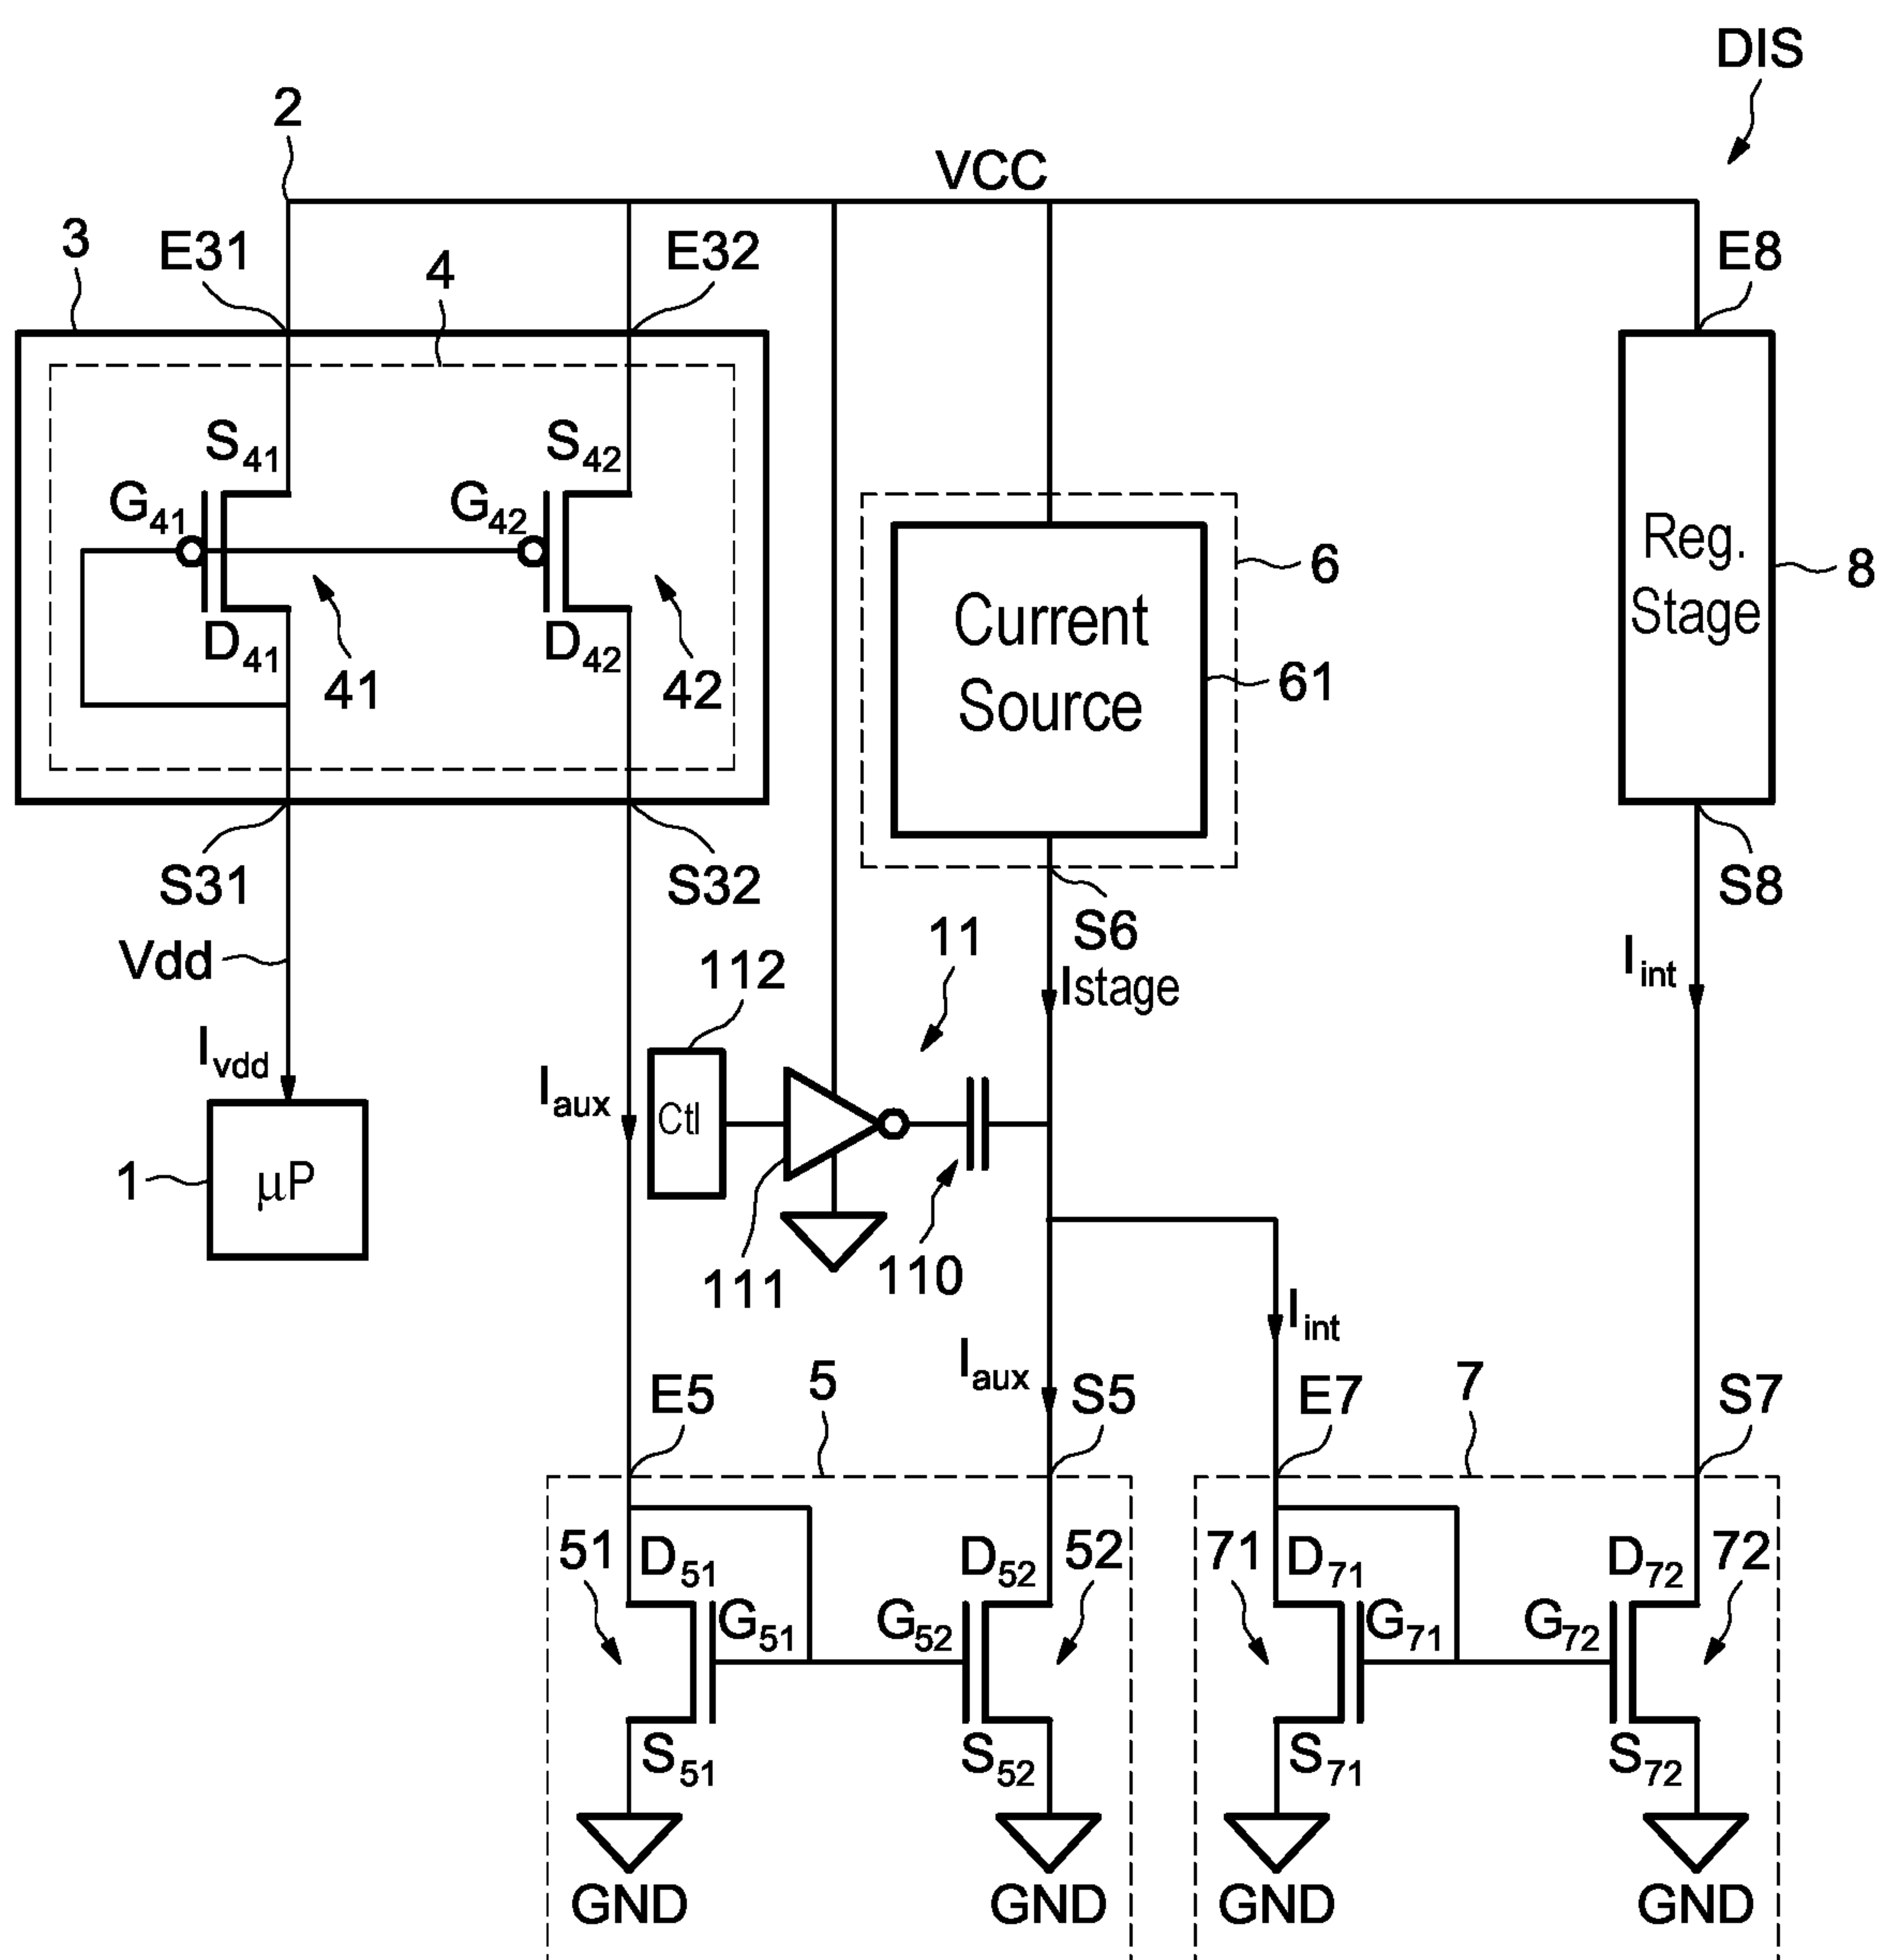 DIS
2
VCC
3
E31
4
E32
E8
S41
S42
G41
G42
D41
D42
41
42
Current
Source
6
61
Reg.
Stage
8
S31
S32
S6
S8
Vdd
112
11
Istage
Iint
Ivdd
Iaux
Ctl
1
μP
111
110
Iint
Iaux
E5
5
S5
E7
7
S7
51
D51
D52
52
71
D71
D72
72
G51
G52
G71
G72
S51
S52
S71
S72
GND
GND
GND
GND